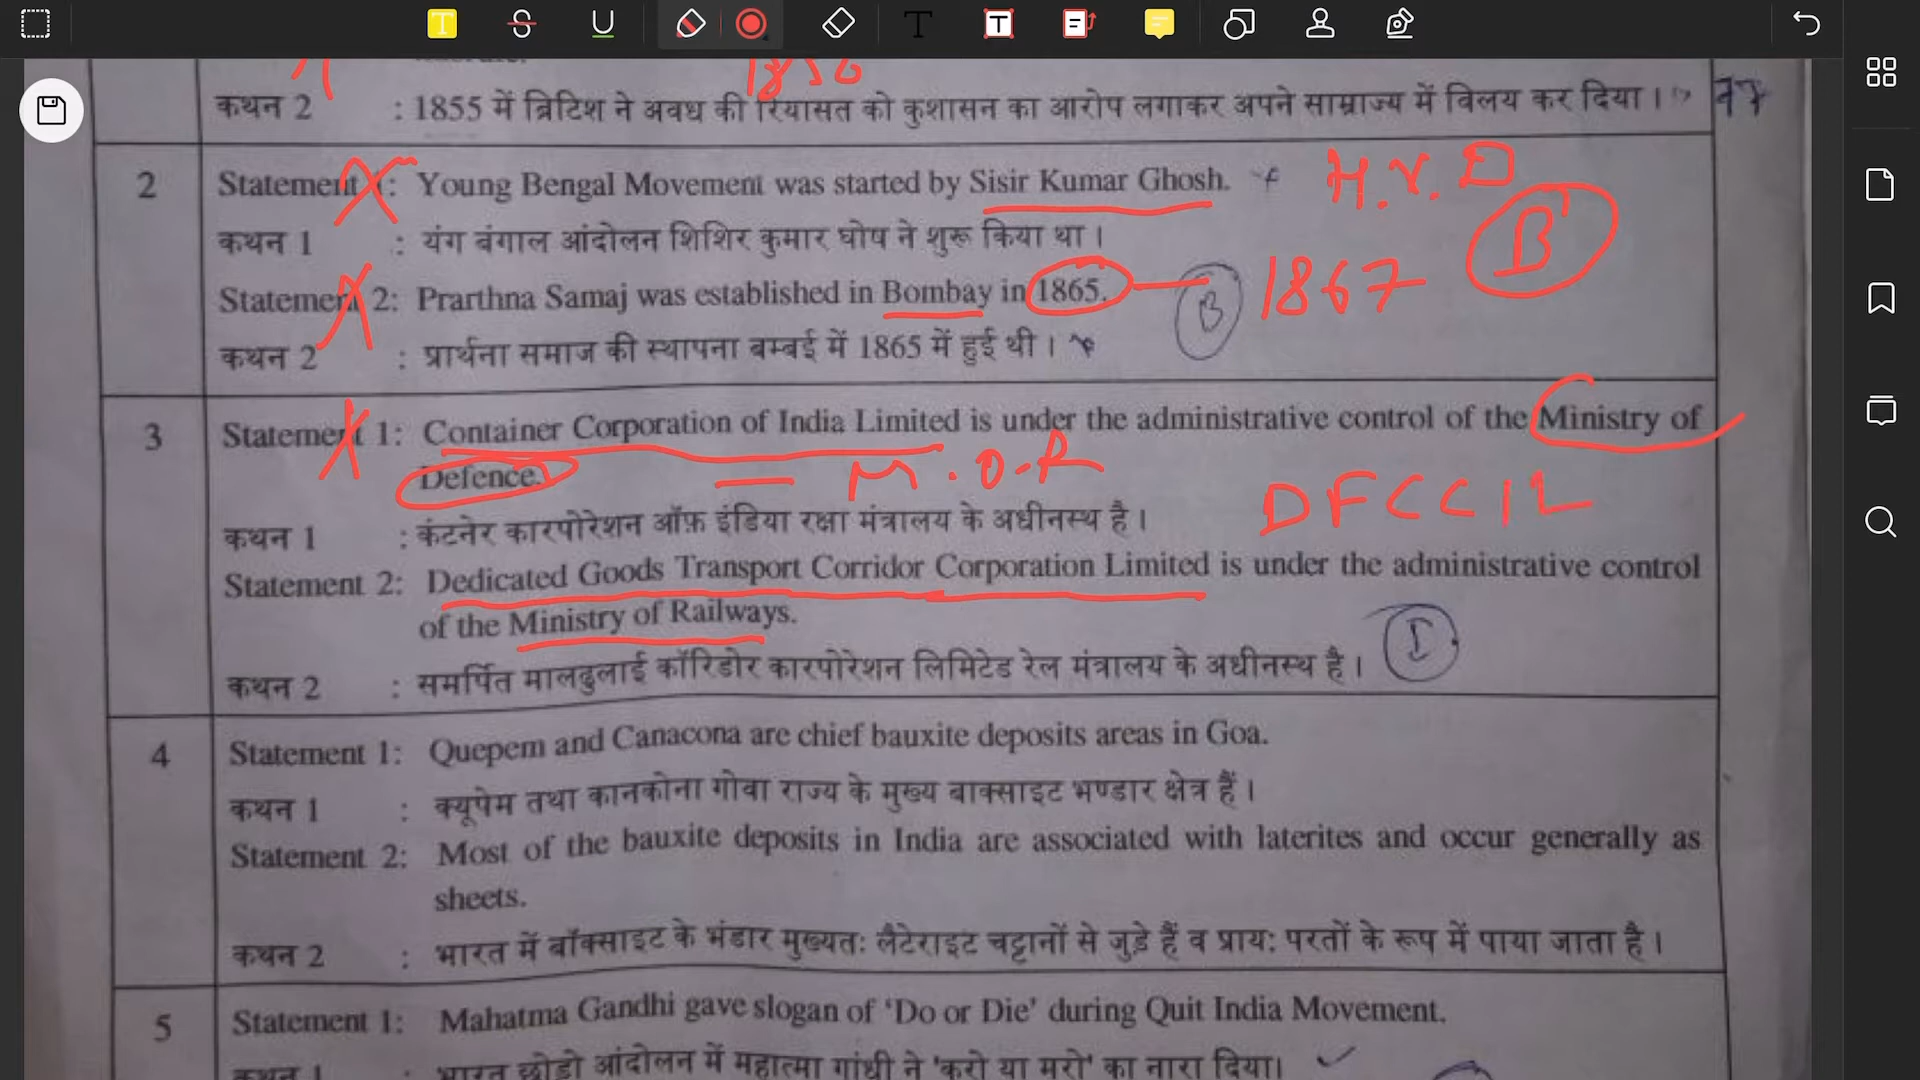 1856
कथन 2 : 1855 में ब्रिटिश ने अवध की रियासत को कुशासन का आरोप लगाकर अपने साम्राज्य में विलय कर दिया।
2 Statement 1: Young Bengal Movement was started by Sisir Kumar Ghosh. H.V.D
कथन 1 : यंग बंगाल आंदोलन शिशिर कुमार घोष ने शुरू किया था। B
Statement 2: Prarthna Samaj was established in Bombay in 1865. B 1867
कथन 2 : प्रार्थना समाज की स्थापना बम्बई में 1865 में हुई थी।
3 Statement 1: Container Corporation of India Limited is under the administrative control of the Ministry of
Defence. = M.O.R
DFCCIL
कथन 1 : कंटनेर कारपोरेशन ऑफ़ इंडिया रक्षा मंत्रालय के अधीनस्थ है।
Statement 2: Dedicated Goods Transport Corridor Corporation Limited is under the administrative control
of the Ministry of Railways.
I
कथन 2 : समर्पित मालढुलाई कॉरिडोर कारपोरेशन लिमिटेड रेल मंत्रालय के अधीनस्थ है।
4 Statement 1: Quepem and Canacona are chief bauxite deposits areas in Goa.
कथन 1 : क्यूपेम तथा कानकोना गोवा राज्य के मुख्य बाक्साइट भण्डार क्षेत्र हैं।
Statement 2: Most of the bauxite deposits in India are associated with laterites and occur generally as
sheets.
कथन 2 : भारत में बॉक्साइट के भंडार मुख्यतः लैटेराइट चट्टानों से जुड़े हैं व प्रायः परतों के रूप में पाया जाता है।
5 Statement 1: Mahatma Gandhi gave slogan of ‘Do or Die’ during Quit India Movement.
कथन 1 : भारत छोड़ो आंदोलन में महात्मा गांधी ने 'करो या मरो' का नारा दिया।